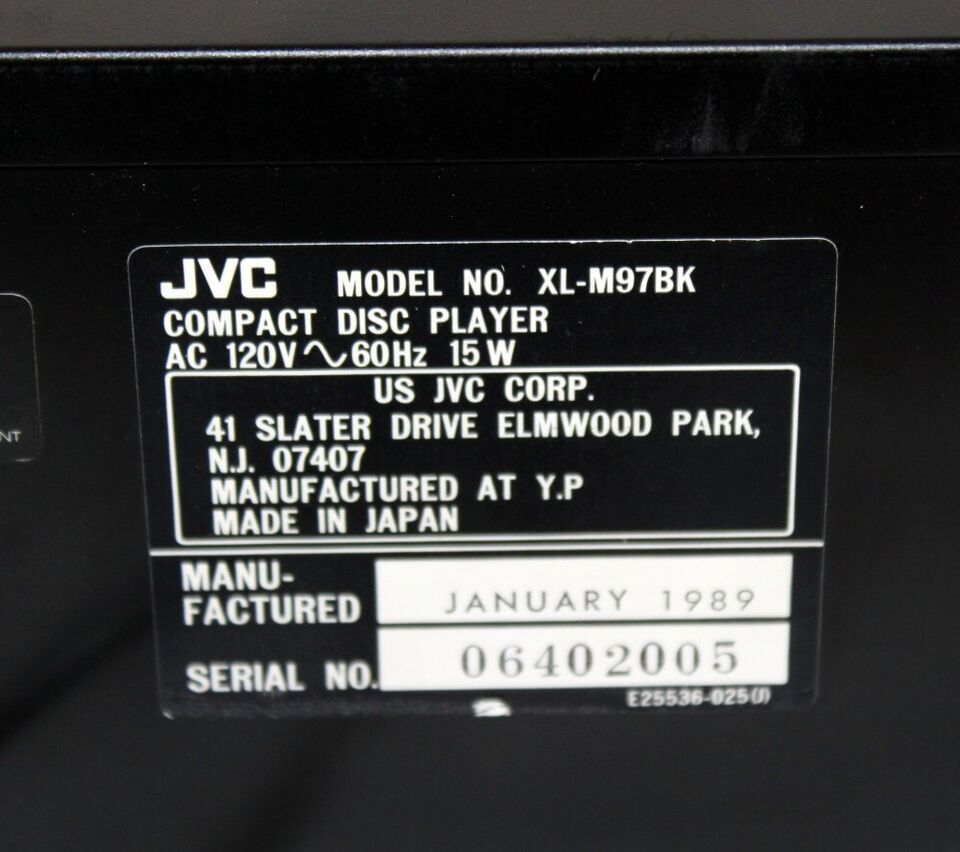 JVC MODEL NO. XL-M97BK
COMPACT DISC PLAYER
AC 120V ∿ 60Hz 15W
US JVC CORP.
41 SLATER DRIVE ELMWOOD PARK,
N.J. 07407
MANUFACTURED AT Y.P
MADE IN JAPAN
MANU-
FACTURED JANUARY 1989
SERIAL NO. 06402005
E25536-025(J)
NT